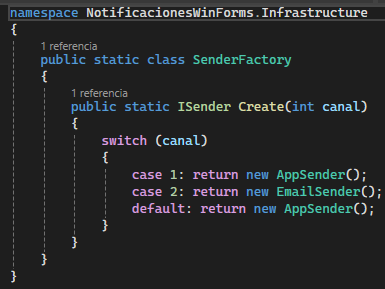 namespace NotificacionesWinForms.Infrastructure
{
1 referencia
public static class SenderFactory
{
1 referencia
public static ISender Create(int canal)
{
switch (canal)
{
case 1: return new AppSender();
case 2: return new EmailSender();
default: return new AppSender();
}
}
}
}